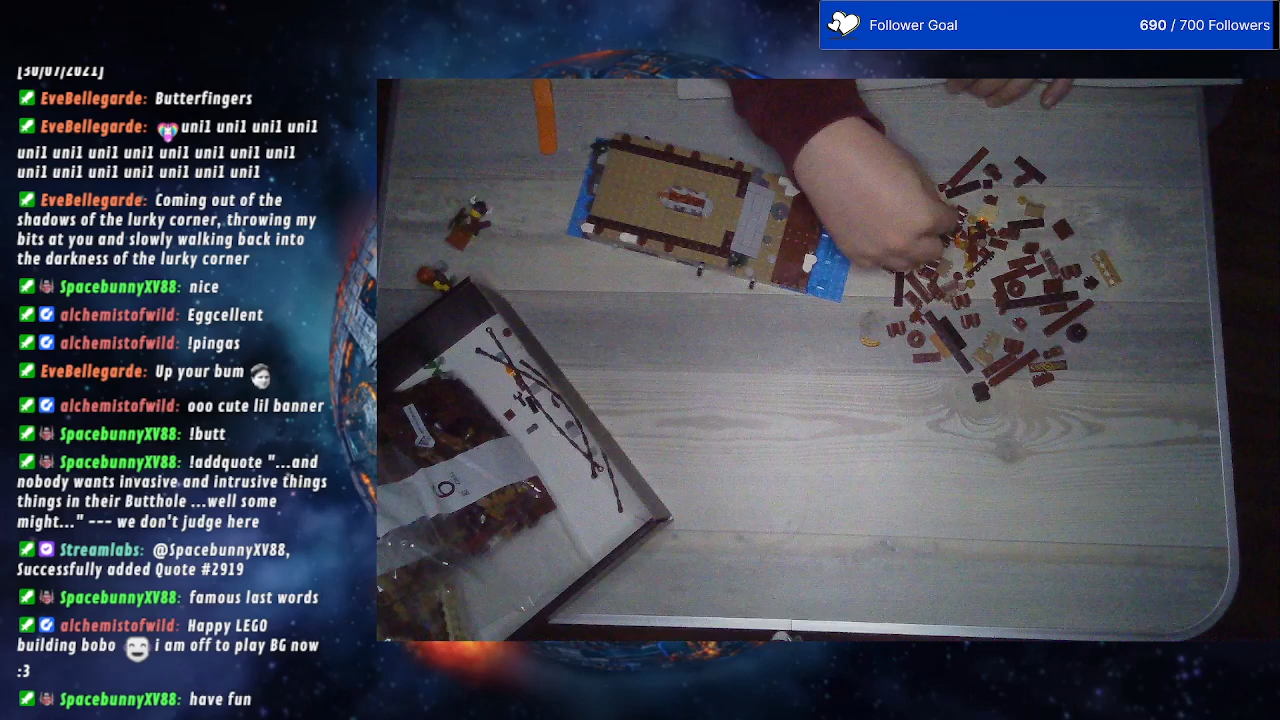 Follower Goal 690 / 700 Followers
[30/07/2021]
EveBellegarde: Butterfingers
EveBellegarde: uni1 uni1 uni1 uni1
uni1 uni1 uni1 uni1 uni1 uni1 uni1 uni1
uni1 uni1 uni1 uni1 uni1 uni1 uni1
EveBellegarde: Coming out of the
shadows of the lurky corner, throwing my
bits at you and slowly walking back into
the darkness of the lurky corner
SpacebunnyXV88: nice
alchemistofwild: Eggcellent
alchemistofwild: !pingas
EveBellegarde: Up your bum
alchemistofwild: ooo cute lil banner
SpacebunnyXV88: !butt
SpacebunnyXV88: !addquote "...and
nobody wants invasive and intrusive things
things in their Butthole ...well some
might..." --- we don't judge here
Streamlabs: @SpacebunnyXV88,
Successfully added Quote #2919
SpacebunnyXV88: famous last words
alchemistofwild: Happy LEGO
building bobo i am off to play BG now
:3
SpacebunnyXV88: have fun